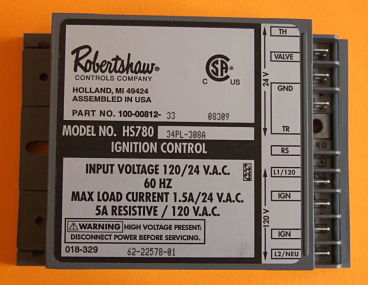 Robertshaw®
CONTROLS COMPANY
C US
HOLLAND, MI 49424
ASSEMBLED IN USA
PART NO. 100-00812- 33 08309
MODEL NO. HS780 34PL-308A
IGNITION CONTROL
INPUT VOLTAGE 120/24 V.A.C.
60 HZ
MAX LOAD CURRENT 1.5A/24 V.A.C.
5A RESISTIVE / 120 V.A.C.
WARNING HIGH VOLTAGE PRESENT:
DISCONNECT POWER BEFORE SERVICING.
018-329 62-22578-01
TH
VALVE
24 V
GND
TR
RS
L1/120
IGN
120 V
IGN
L2/NEU